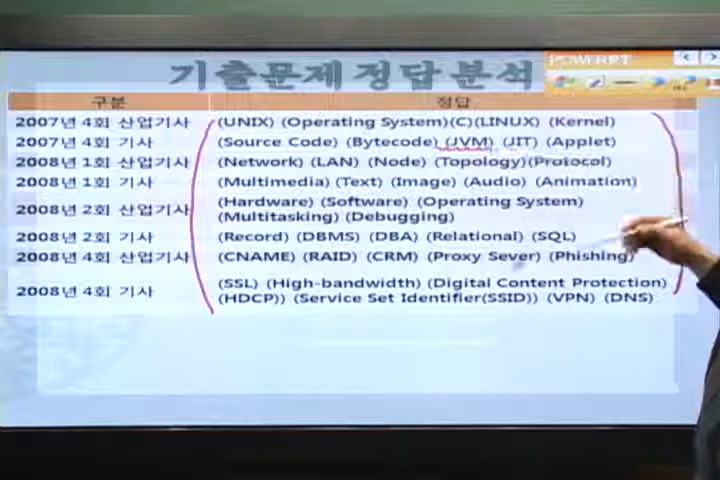 기출문제 정답 분석
POWERPT
구분 정답
2007년 4회 산업기사 (UNIX) (Operating System)(C)(LINUX) (Kernel)
2007년 4회 기사 (Source Code) (Bytecode) (JVM) (JIT) (Applet)
2008년 1회 산업기사 (Network) (LAN) (Node) (Topology)(Protocol)
2008년 1회 기사 (Multimedia) (Text) (Image) (Audio) (Animation)
2008년 2회 산업기사 (Hardware) (Software) (Operating System)
(Multitasking) (Debugging)
2008년 2회 기사 (Record) (DBMS) (DBA) (Relational) (SQL)
2008년 4회 산업기사 (CNAME) (RAID) (CRM) (Proxy Sever) (Phishing)
2008년 4회 기사 (SSL) (High-bandwidth) (Digital Content Protection)
(HDCP)) (Service Set Identifier(SSID)) (VPN) (DNS)